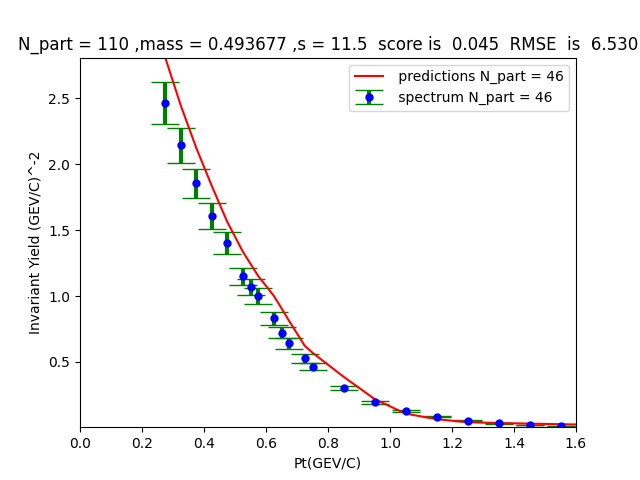 N_part = 110 ,mass = 0.493677 ,s = 11.5  score is  0.045  RMSE  is  6.530
predictions N_part = 46
spectrum N_part = 46
Invariant Yield (GEV/C)^-2
2.5
2.0
1.5
1.0
0.5
0.0 0.2 0.4 0.6 0.8 1.0 1.2 1.4 1.6
Pt(GEV/C)